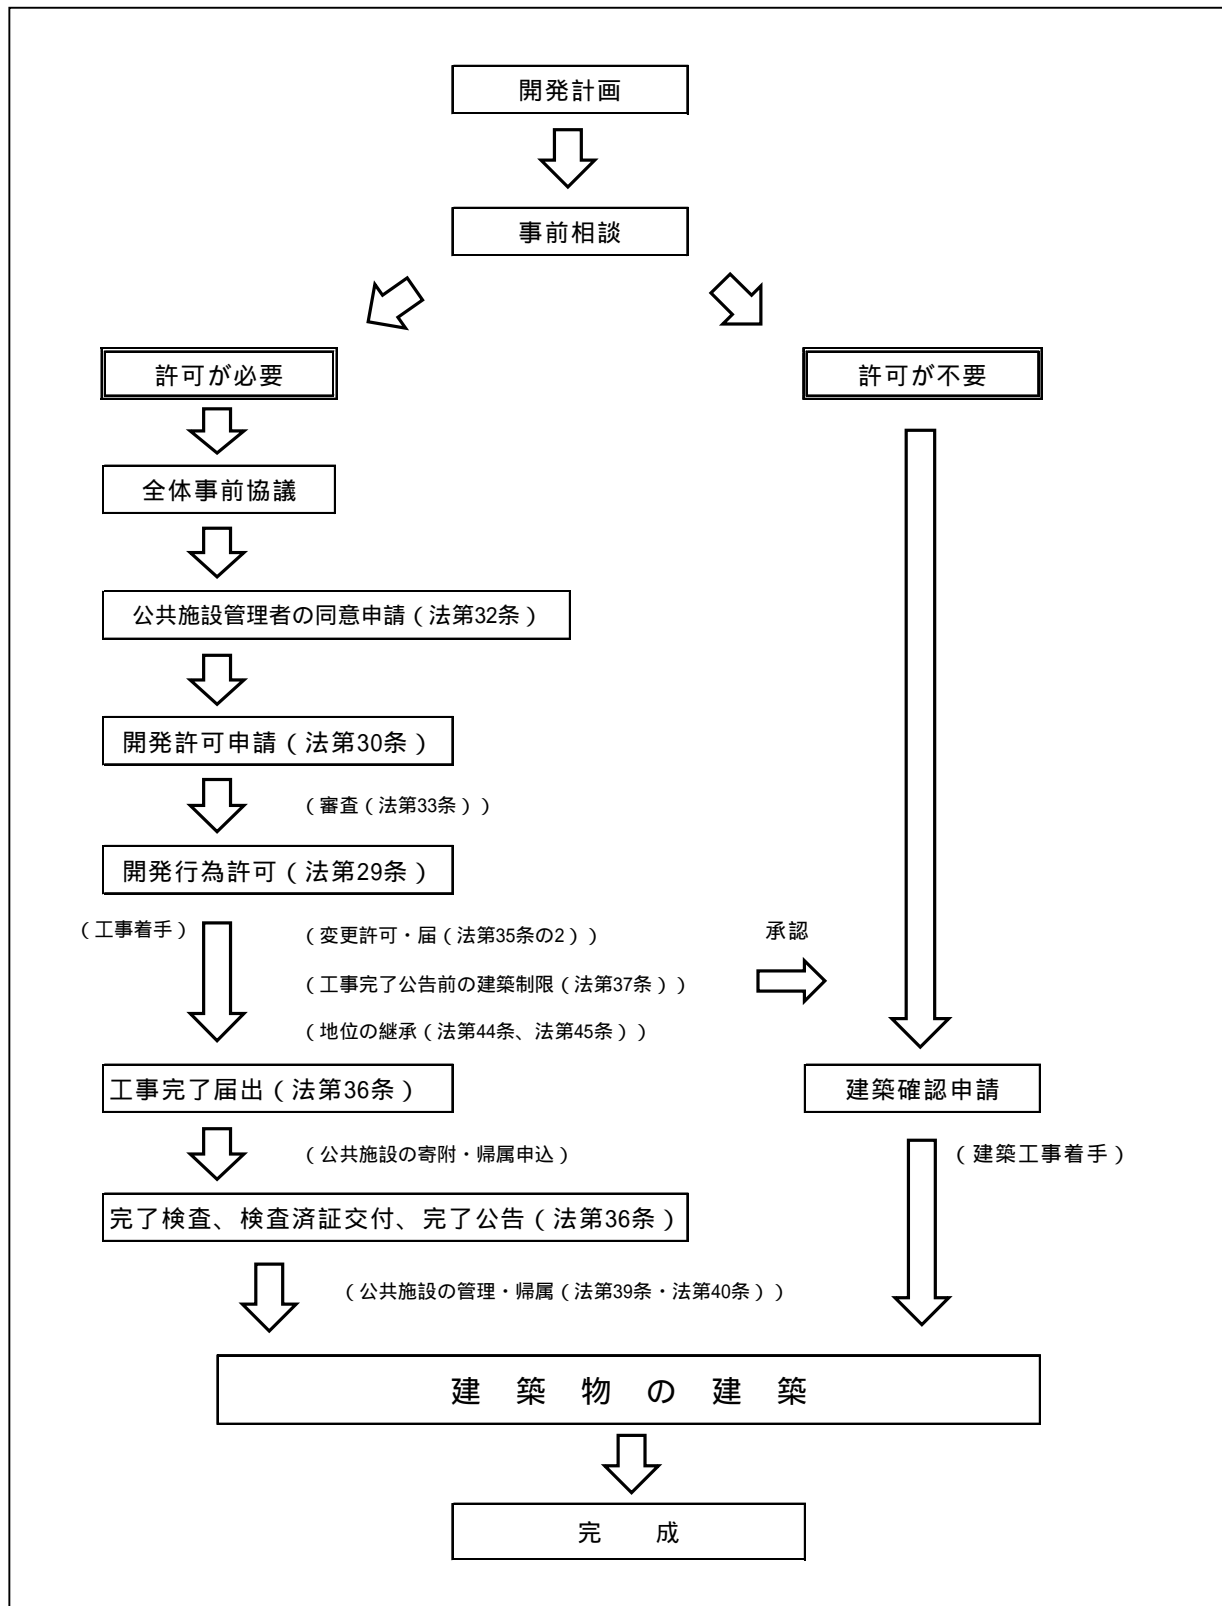 開発計画
事前相談
許可が必要
許可が不要
全体事前協議
公共施設管理者の同意申請（法第32条）
開発許可申請（法第30条）
（審査（法第33条））
開発行為許可（法第29条）
（工事着手）
（変更許可・届（法第35条の2））
承認
（工事完了公告前の建築制限（法第37条））
（地位の継承（法第44条、法第45条））
工事完了届出（法第36条）
建築確認申請
（公共施設の寄附・帰属申込）
（建築工事着手）
完了検査、検査済証交付、完了公告（法第36条）
（公共施設の管理・帰属（法第39条・法第40条））
建築物の建築
完成